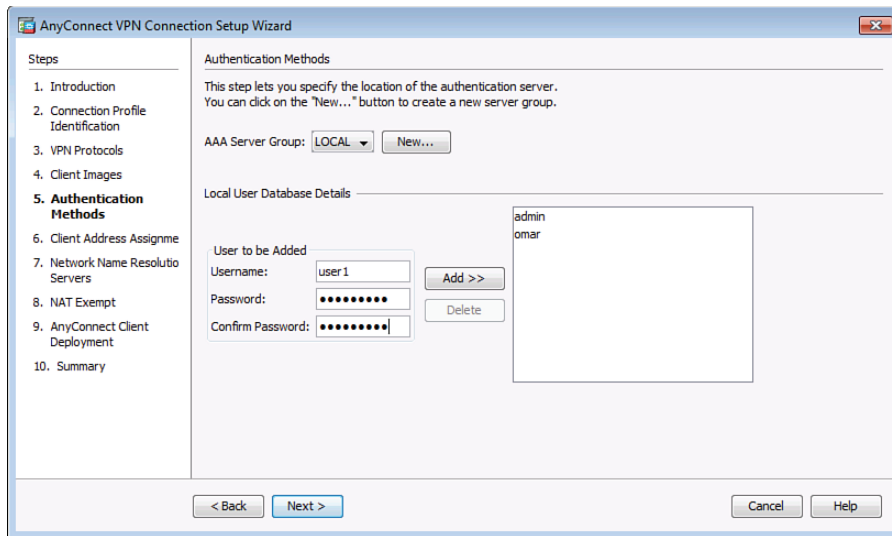 AnyConnect VPN Connection Setup Wizard
Steps
1. Introduction
2. Connection Profile
Identification
3. VPN Protocols
4. Client Images
5. Authentication
Methods
6. Client Address Assignme
7. Network Name Resolutio
Servers
8. NAT Exempt
9. AnyConnect Client
Deployment
10. Summary
Authentication Methods
This step lets you specify the location of the authentication server.
You can click on the "New..." button to create a new server group.
AAA Server Group: LOCAL New...
Local User Database Details
User to be Added
Username: user1
Password: •••••••••
Confirm Password: •••••••••
Add >>
Delete
admin
omar
< Back Next > Cancel Help